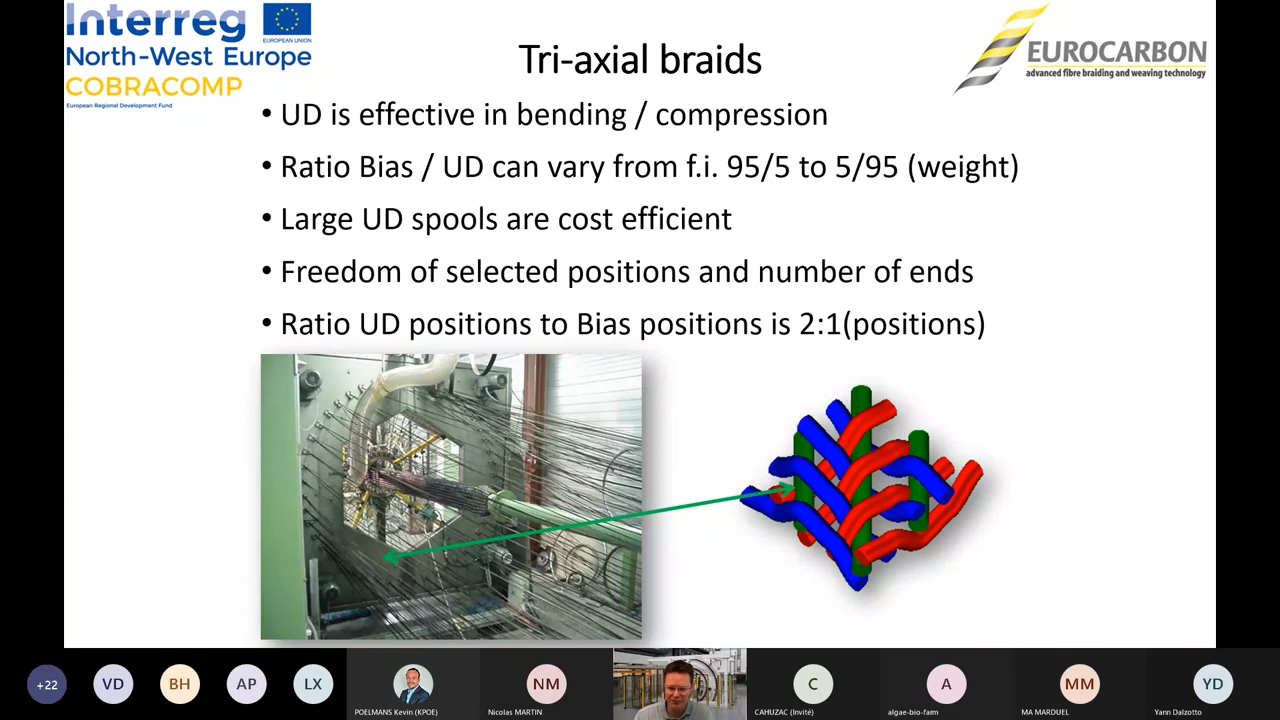 Interreg
EUROPEAN UNION
North-West Europe
COBRACOMP
European Regional Development Fund
Tri-axial braids
EUROCARBON
advanced fibre braiding and weaving technology
• UD is effective in bending / compression
• Ratio Bias / UD can vary from f.i. 95/5 to 5/95 (weight)
• Large UD spools are cost efficient
• Freedom of selected positions and number of ends
• Ratio UD positions to Bias positions is 2:1(positions)
+22
VD
BH
AP
LX
POELMANS Kevin (KPOE)
NM
Nicolas MARTIN
C
CAHUZAC (Invité)
A
algae-bio-farm
MM
MA MARDUEL
YD
Yann Dalzotto